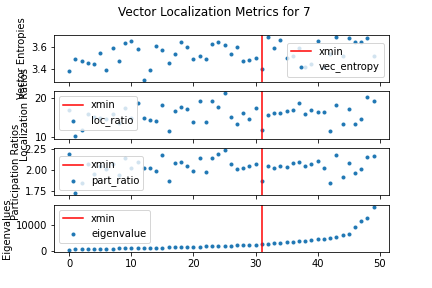 Vector Localization Metrics for 7
Vector Entropies
3.6
3.4
xmin
vec_entropy
Localization Ratios
20
10
xmin
loc_ratio
Participation Ratios
2.25
2.00
1.75
xmin
part_ratio
Eigenvalues
10000
0
xmin
eigenvalue
0 10 20 30 40 50